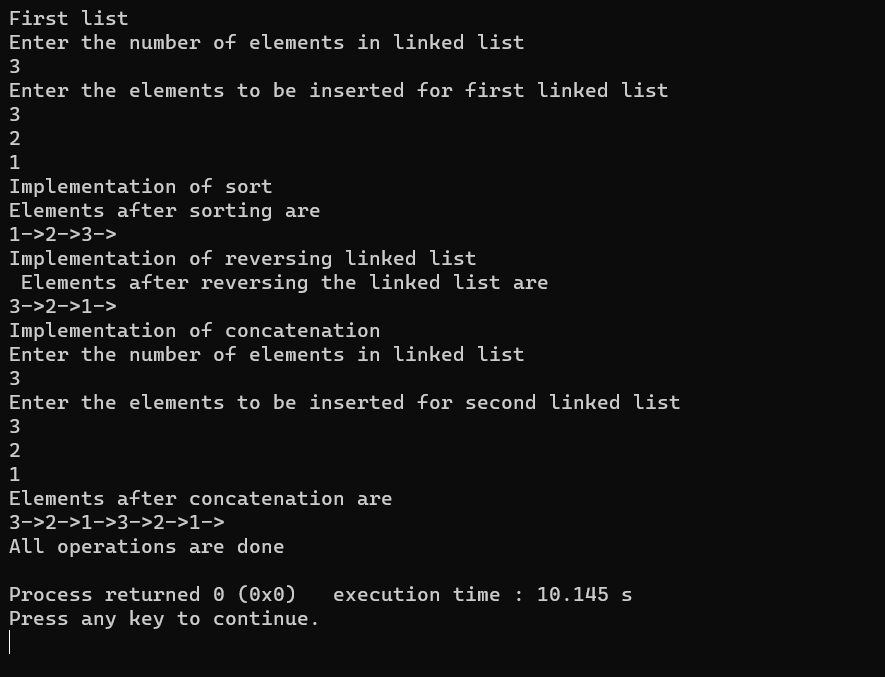 First list
Enter the number of elements in linked list
3
Enter the elements to be inserted for first linked list
3
2
1
Implementation of sort
Elements after sorting are
1->2->3->
Implementation of reversing linked list
 Elements after reversing the linked list are
3->2->1->
Implementation of concatenation
Enter the number of elements in linked list
3
Enter the elements to be inserted for second linked list
3
2
1
Elements after concatenation are
3->2->1->3->2->1->
All operations are done

Process returned 0 (0x0)   execution time : 10.145 s
Press any key to continue.